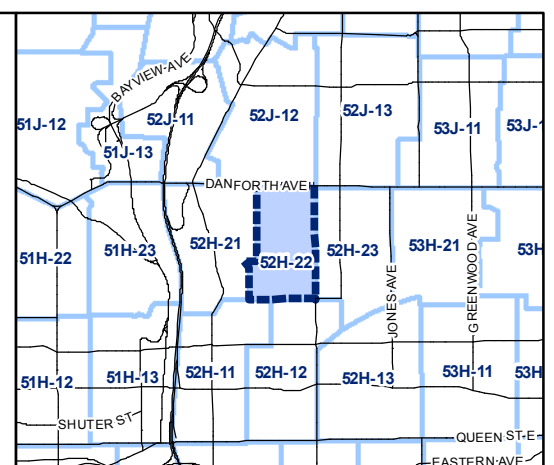 BAYVIEW AVE
51J-12
52J-11
52J-12
52J-13
53J-11
53J-1
51J-13
DANFORTH AVE
51H-22
51H-23
52H-21
52H-22
52H-23
53H-21
53H
JONES AVE
GREENWOOD AVE
51H-12
51H-13
52H-11
52H-12
52H-13
53H-11
53H
SHUTER ST
QUEEN ST E
EASTERN AVE